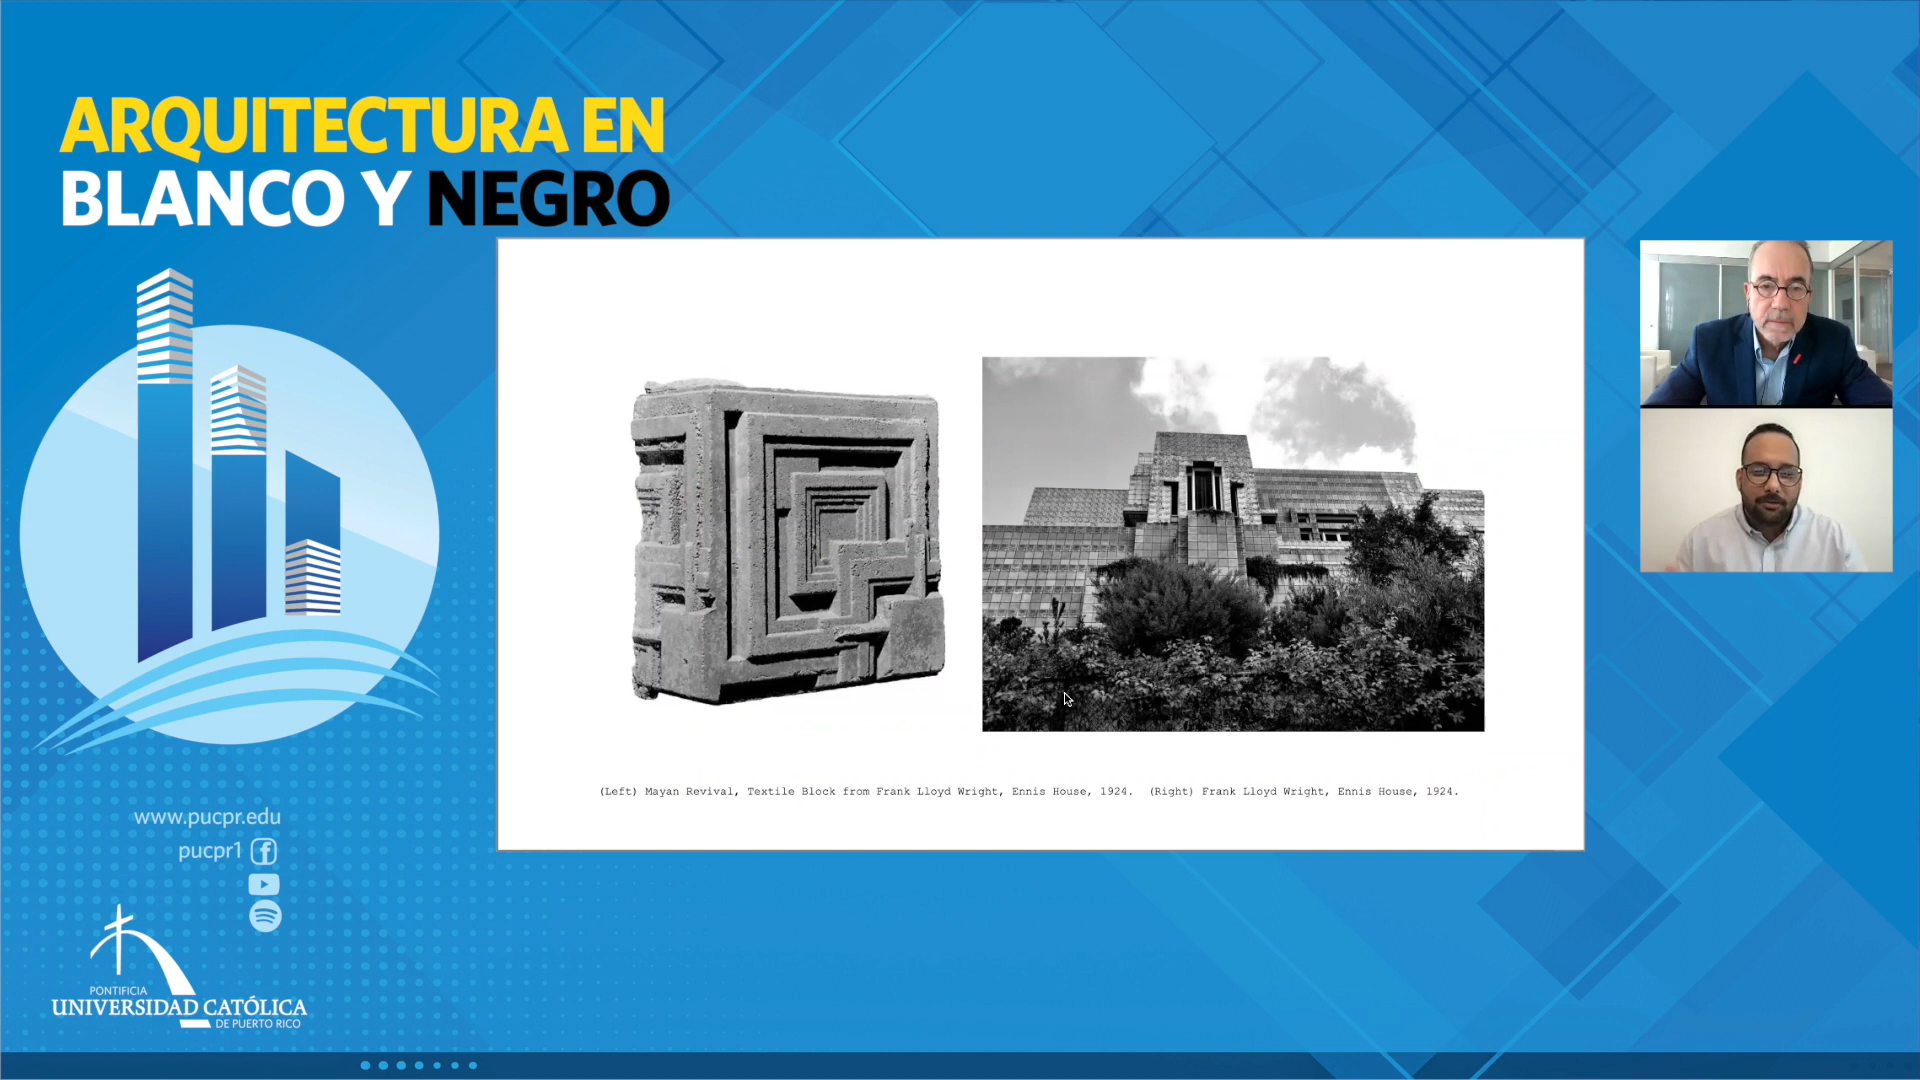 ARQUITECTURA EN
BLANCO Y NEGRO
(Left) Mayan Revival, Textile Block from Frank Lloyd Wright, Ennis House, 1924. (Right) Frank Lloyd Wright, Ennis House, 1924.
www.pucpr.edu
pucpr1
PONTIFICIA
UNIVERSIDAD CATÓLICA
DE PUERTO RICO